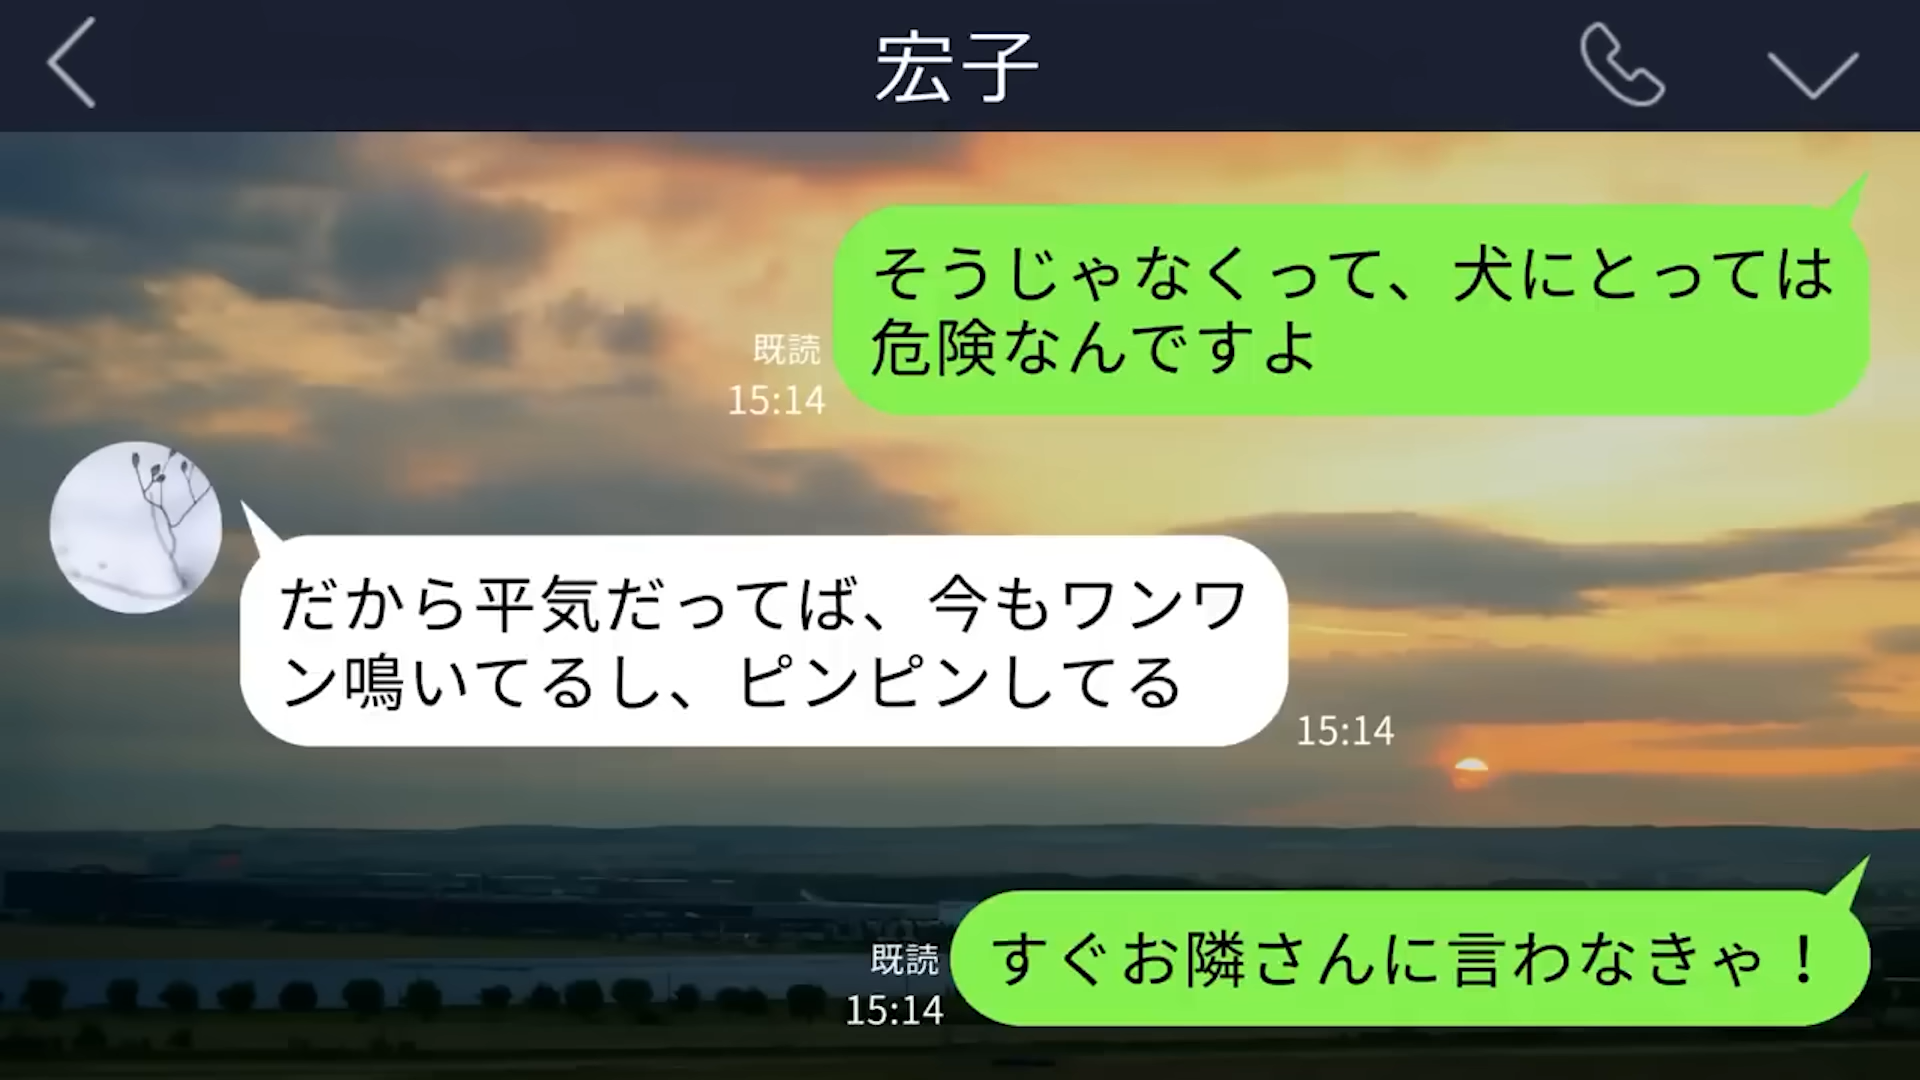 宏子
そうじゃなくって、犬にとっては
危険なんですよ
既読
15:14
だから平気だってば、今もワンワ
ン鳴いてるし、ピンピンしてる
15:14
すぐお隣さんに言わなきゃ！
既読
15:14